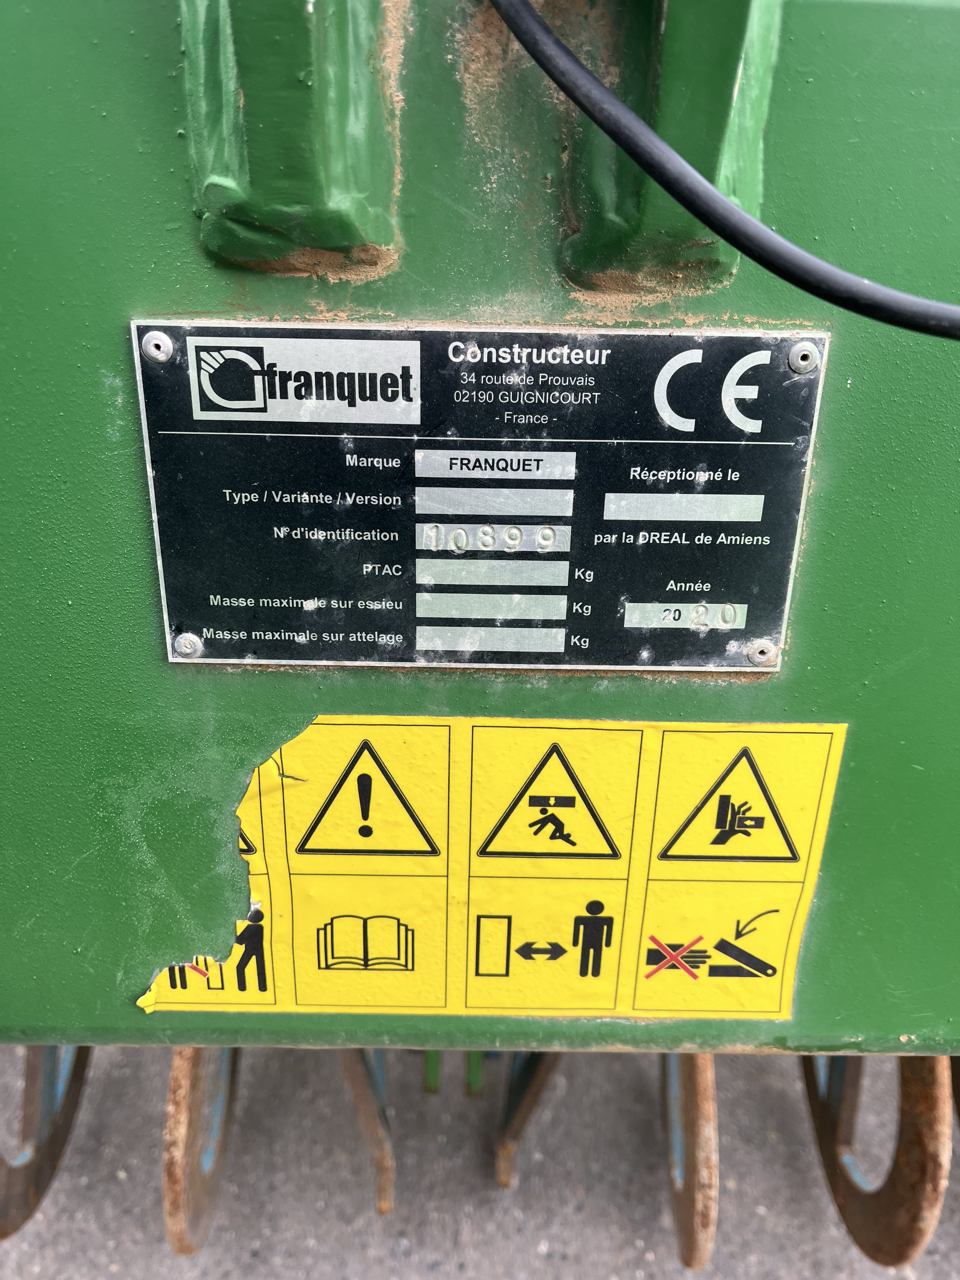 franquet
Constructeur
34 route de Prouvais
02190 GUIGNICOURT
- France -
CE
Marque FRANQUET
Type / Variante / Version
N° d'identification 10899
PTAC Kg
Masse maximale sur essieu Kg
Masse maximale sur attelage Kg
Réceptionné le
par la DREAL de Amiens
Année
2020